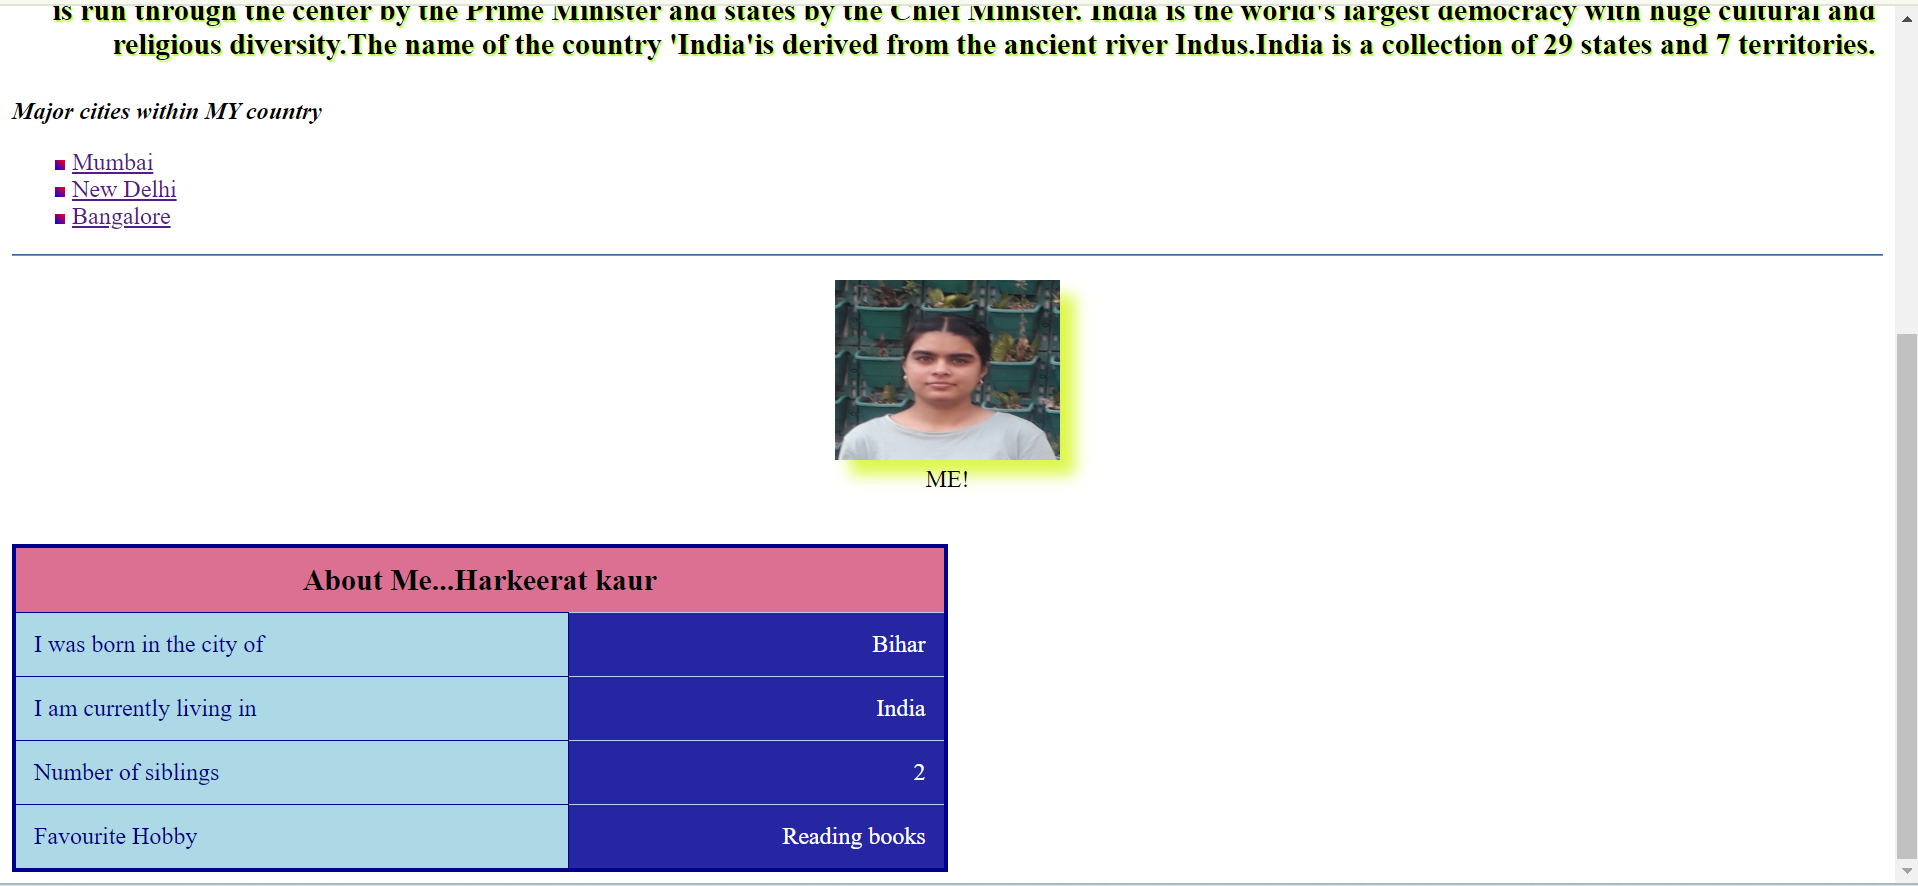 is run through the center by the Prime Minister and states by the Chief Minister. India is the world's largest democracy with huge cultural and
religious diversity.The name of the country 'India'is derived from the ancient river Indus.India is a collection of 29 states and 7 territories.
Major cities within MY country
Mumbai
New Delhi
Bangalore
ME!
About Me...Harkeerat kaur
I was born in the city of Bihar
I am currently living in India
Number of siblings 2
Favourite Hobby Reading books